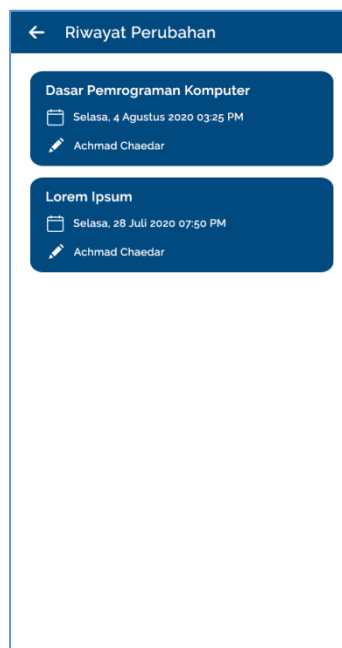 Riwayat Perubahan
Dasar Pemrograman Komputer
Selasa, 4 Agustus 2020 03:25 PM
Achmad Chaedar
Lorem Ipsum
Selasa, 28 Juli 2020 07:50 PM
Achmad Chaedar